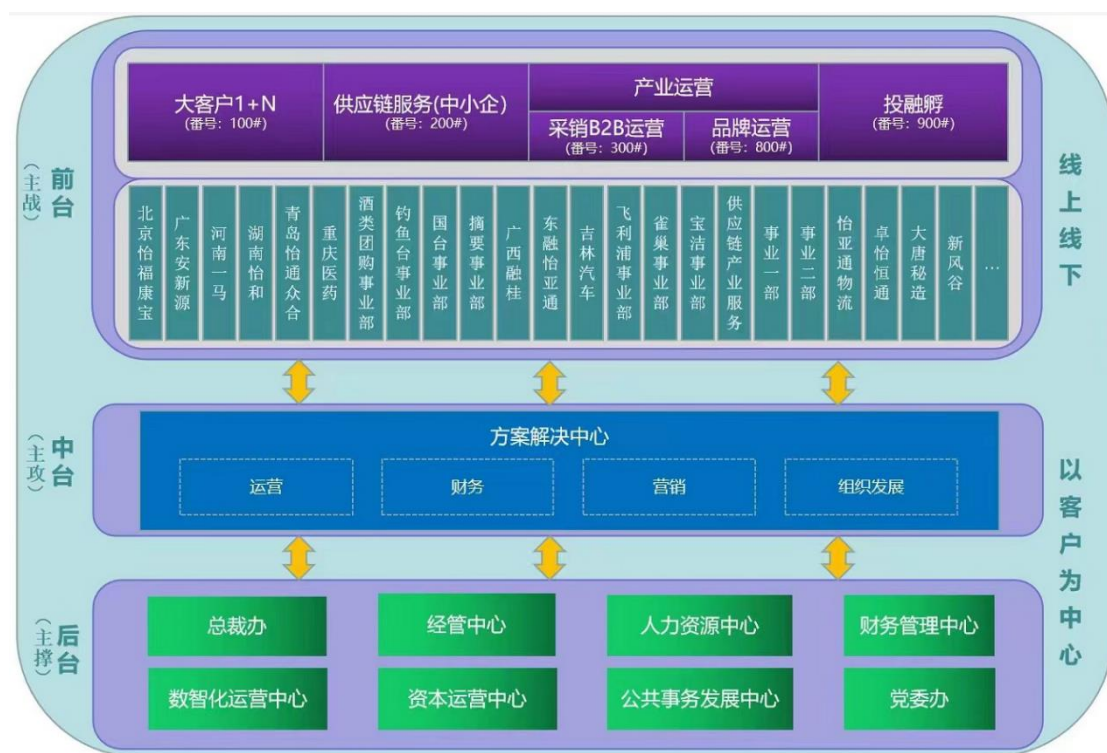 大客户1+N
(番号：100#)
供应链服务(中小企)
(番号：200#)
产业运营
采销B2B运营
(番号：300#)
品牌运营
(番号：800#)
投融孵
(番号：900#)
前台
(主战)
北京怡福康宝
广东安新源
河南一马
湖南怡和
青岛怡通众合
重庆医药
酒类团购事业部
钓鱼台事业部
国台事业部
摘要事业部
广西融桂
东融怡亚通
吉林汽车
飞利浦事业部
雀巢事业部
宝洁事业部
供应链产业服务
事业一部
事业二部
怡亚通物流
卓怡恒通
大唐秘造
新风谷
…
线上线下
中台
(主攻)
方案解决中心
运营
财务
营销
组织发展
以客户为中心
后台
(主撑)
总裁办
经管中心
人力资源中心
财务管理中心
数智化运营中心
资本运营中心
公共事务发展中心
党委办